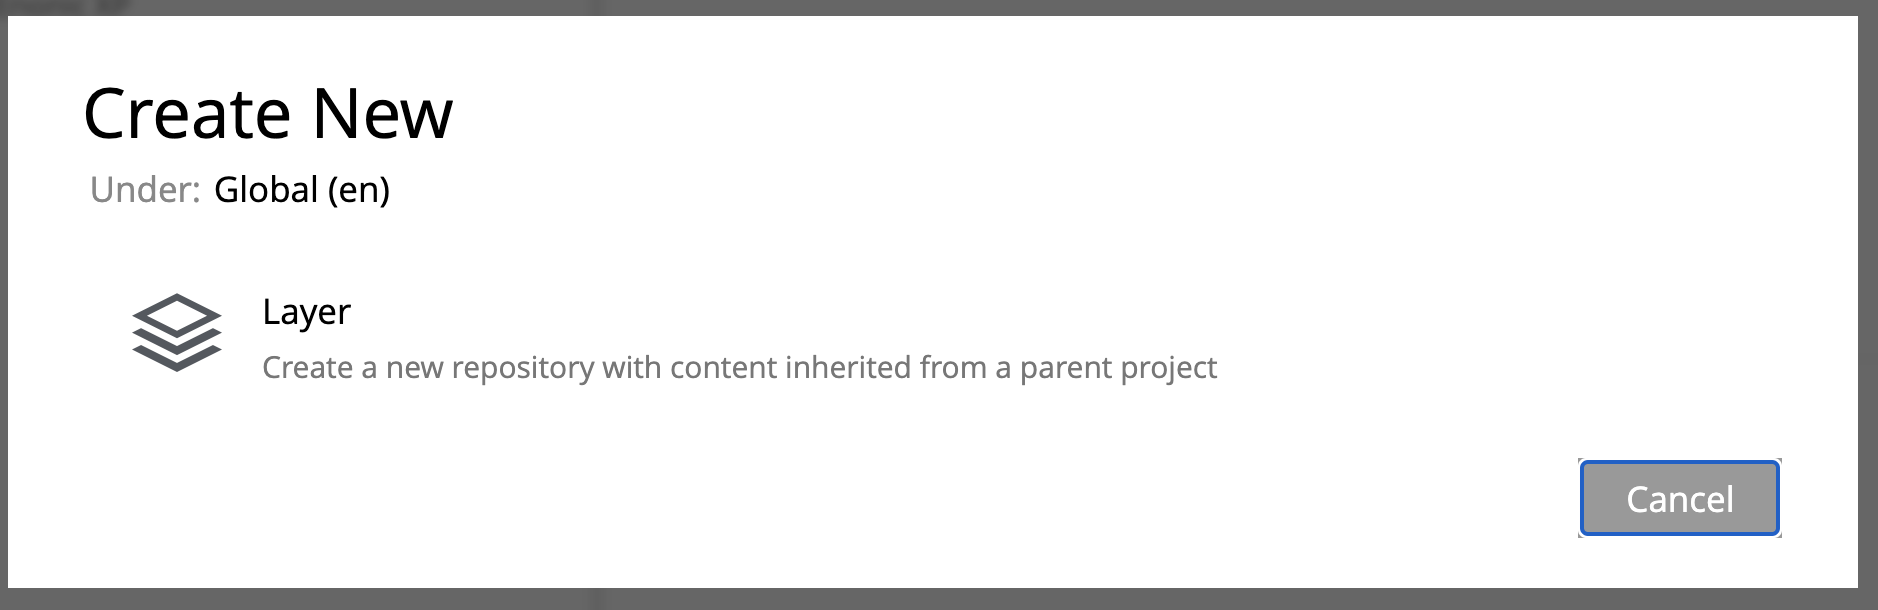 Create New
Under: Global (en)
Layer
Create a new repository with content inherited from a parent project
Cancel